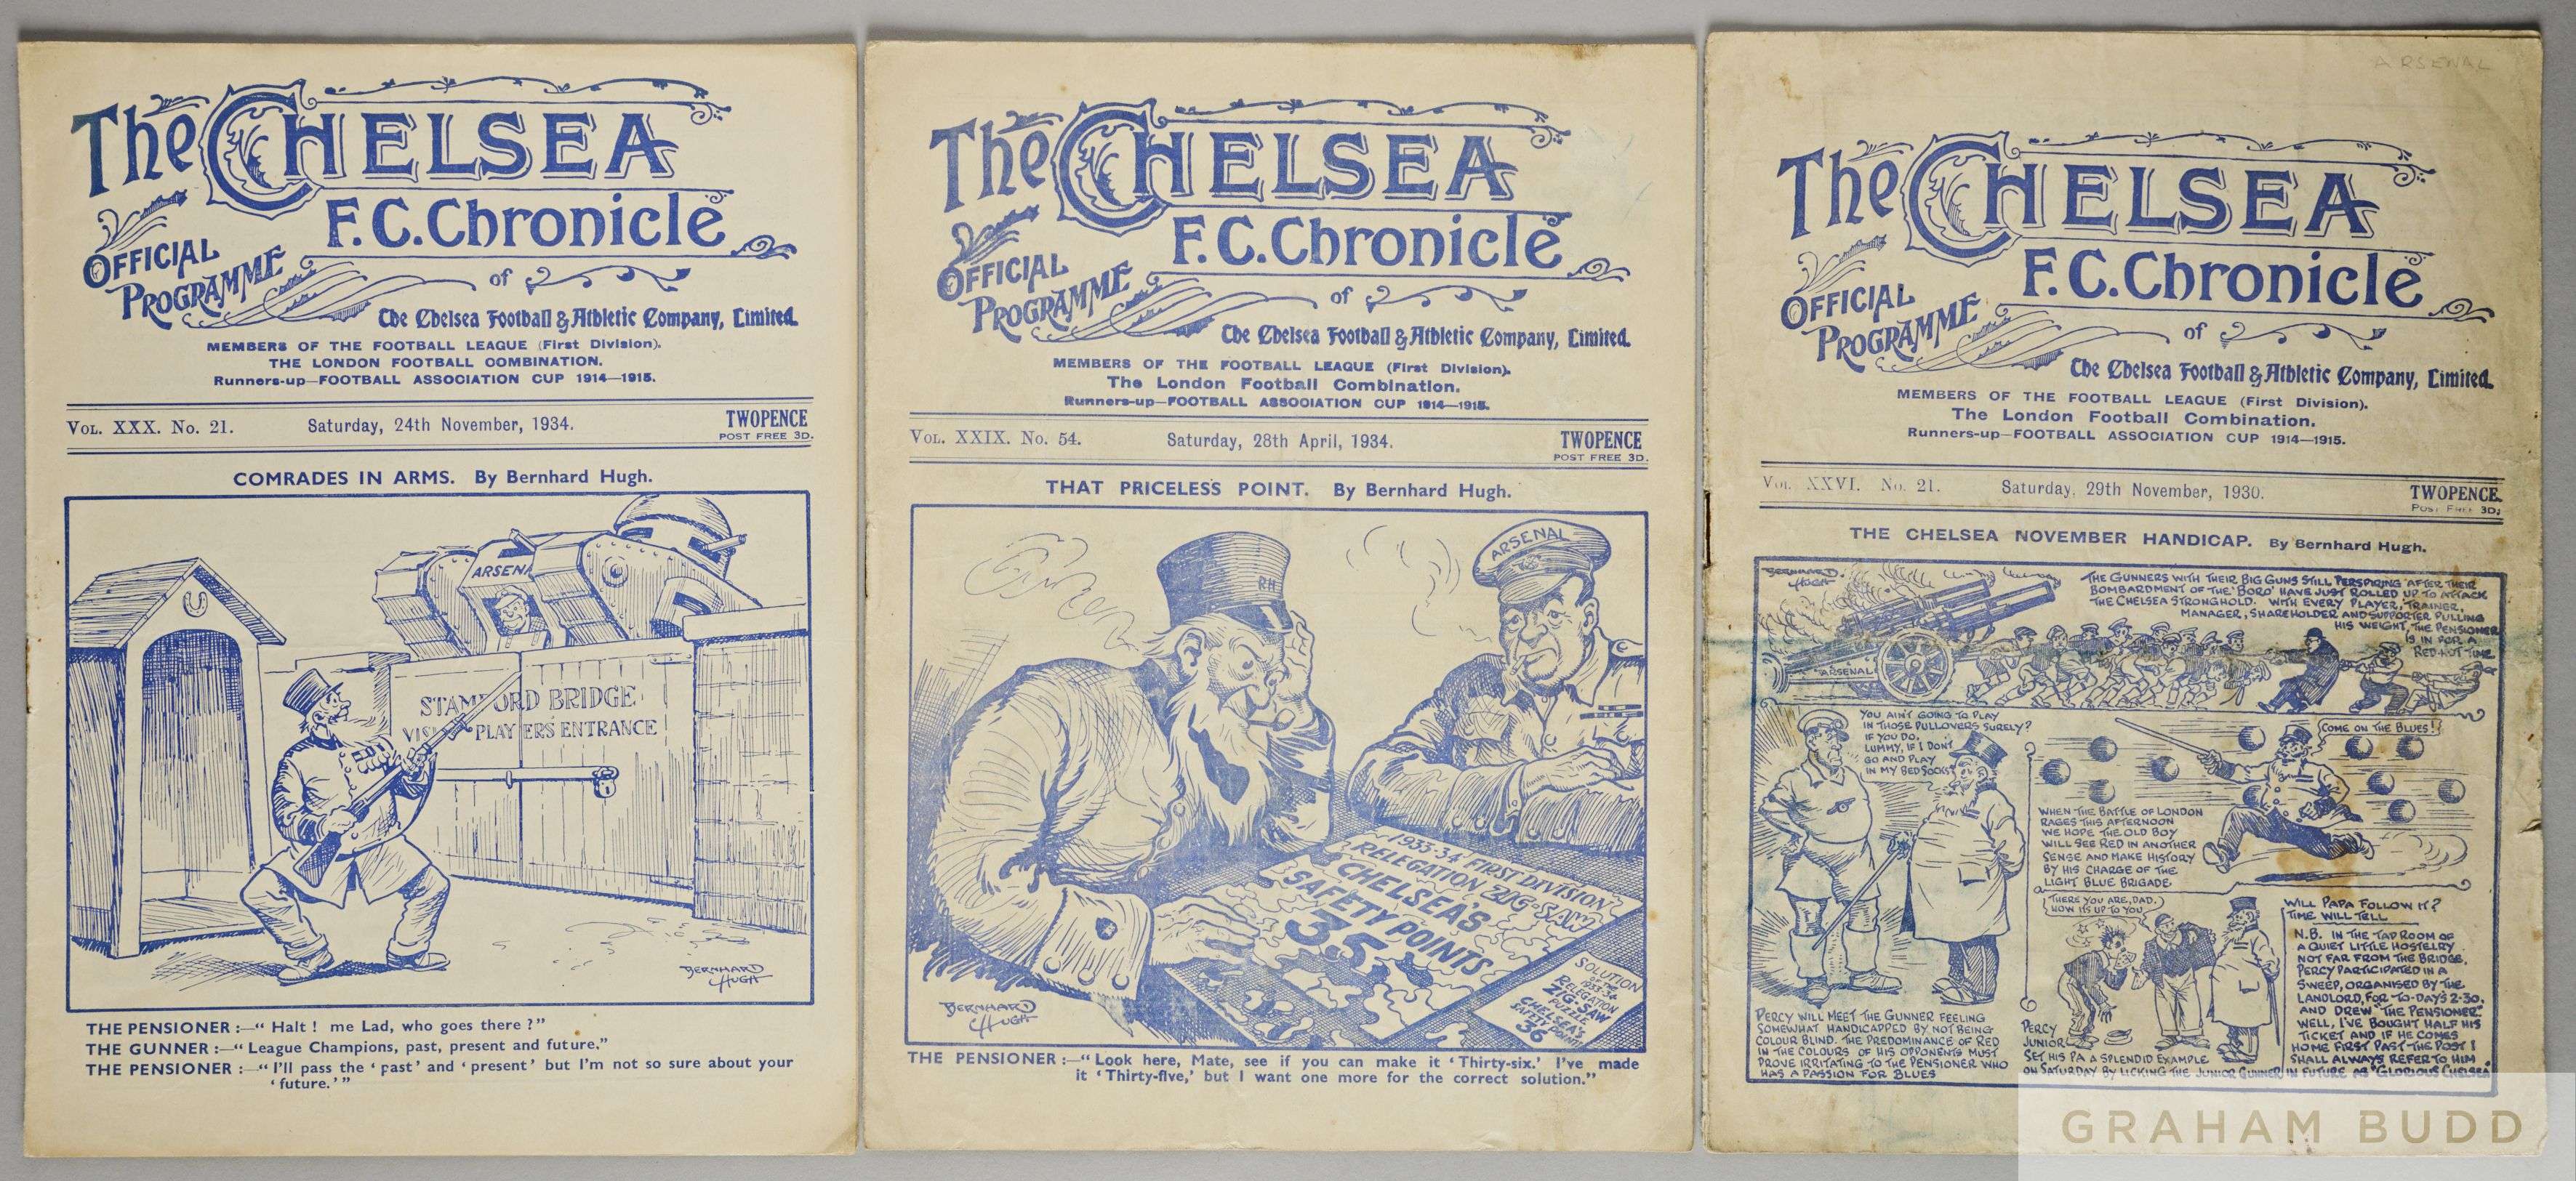 The CHELSEA
F.C. Chronicle
OFFICIAL
PROGRAMME
of
The Chelsea Football & Athletic Company, Limited.
MEMBERS OF THE FOOTBALL LEAGUE (First Division).
THE LONDON FOOTBALL COMBINATION.
Runners-up—FOOTBALL ASSOCIATION CUP 1914—1915.
VOL. XXX. No. 21.
Saturday, 24th November, 1934.
TWOPENCE
POST FREE 3D.
COMRADES IN ARMS. By Bernhard Hugh.
ARSENA
STAMFORD BRIDGE
PLAYERS ENTRANCE
BERNHARD
HUGH
THE PENSIONER :—“ Halt ! me Lad, who goes there ?”
THE GUNNER :—“ League Champions, past, present and future.”
THE PENSIONER :—“ I’ll pass the ‘ past’ and ‘ present’ but I’m not so sure about your
‘ future.’ ”
The CHELSEA
F.C. Chronicle
OFFICIAL
PROGRAMME
of
The Chelsea Football & Athletic Company, Limited.
MEMBERS OF THE FOOTBALL LEAGUE (First Division).
The London Football Combination.
Runners-up—FOOTBALL ASSOCIATION CUP 1914—1915.
VOL. XXIX. No. 54.
Saturday, 28th April, 1934.
TWOPENCE
POST FREE 3D.
THAT PRICELESS POINT. By Bernhard Hugh.
ARSENAL
RH
1933-34 FIRST DIVISION
RELEGATION ZIG-SAW
CHELSEA'S
SAFETY POINTS
35
SOLUTION
OF THE
1933-34
RELEGATION
ZIG-SAW
PUZZLE
CHELSEA'S
SAFETY POINTS
36
BERNHARD
HUGH
THE PENSIONER :—“ Look here, Mate, see if you can make it ‘ Thirty-six.’ I’ve made
it ‘ Thirty-five,’ but I want one more for the correct solution.”
ARSENAL
The CHELSEA
F.C. Chronicle
OFFICIAL
PROGRAMME
of
The Chelsea Football & Athletic Company, Limited.
MEMBERS OF THE FOOTBALL LEAGUE (First Division).
The London Football Combination.
Runners-up—FOOTBALL ASSOCIATION CUP 1914—1915.
VOL. XXVI. No. 21.
Saturday, 29th November, 1930.
TWOPENCE.
POST FREE 3D.
THE CHELSEA NOVEMBER HANDICAP. By Bernhard Hugh.
BERNHARD.
HUGH
THE GUNNERS WITH THEIR BIG GUNS STILL PERSPIRING AFTER THEIR
BOMBARDMENT OF THE 'BORO' HAVE JUST ROLLED UP TO ATTACK
THE CHELSEA STRONGHOLD. WITH EVERY PLAYER, TRAINER,
MANAGER, SHAREHOLDER AND SUPPORTER PULLING
HIS WEIGHT, THE PENSIONER
IS IN FOR A
RED-HOT TIME
ARSENAL
YOU AIN'T GOING TO PLAY
IN THOSE PULLOVERS SURELY?
IF YOU DO,
LUMMY, IF I DON'T
GO AND PLAY
IN MY BED SOCKS
COME ON THE BLUES!
WHEN THE BATTLE OF LONDON
RAGES THIS AFTERNOON
WE HOPE THE OLD BOY
WILL SEE RED IN ANOTHER
SENSE AND MAKE HISTORY
BY HIS CHARGE OF THE
LIGHT BLUE BRIGADE.
PERCY WILL MEET THE GUNNER FEELING
SOMEWHAT HANDICAPPED BY NOT BEING
COLOUR BLIND. THE PREDOMINANCE OF RED
IN THE COLOURS OF HIS OPPONENTS MUST
PROVE IRRITATING TO THE PENSIONER WHO
HAS A PASSION FOR BLUES
THERE YOU ARE, DAD.
NOW IT'S UP TO YOU
PERCY
JUNIOR
SET HIS PA A SPLENDID EXAMPLE
ON SATURDAY BY LICKING THE JUNIOR GUNNER
WILL PAPA FOLLOW IT?
TIME WILL TELL
N.B. IN THE TAP ROOM OF
A QUIET LITTLE HOSTELRY
NOT FAR FROM THE BRIDGE,
PERCY PARTICIPATED IN A
SWEEP, ORGANISED BY THE
LANDLORD, FOR TO-DAY'S 2-30,
AND DREW "THE PENSIONER"
WELL, I'VE BOUGHT HALF HIS
TICKET AND IF HE COMES
HOME FIRST PAST THE POST I
SHALL ALWAYS REFER TO HIM
IN FUTURE AS "GLORIOUS CHELSEA"
GRAHAM BUDD